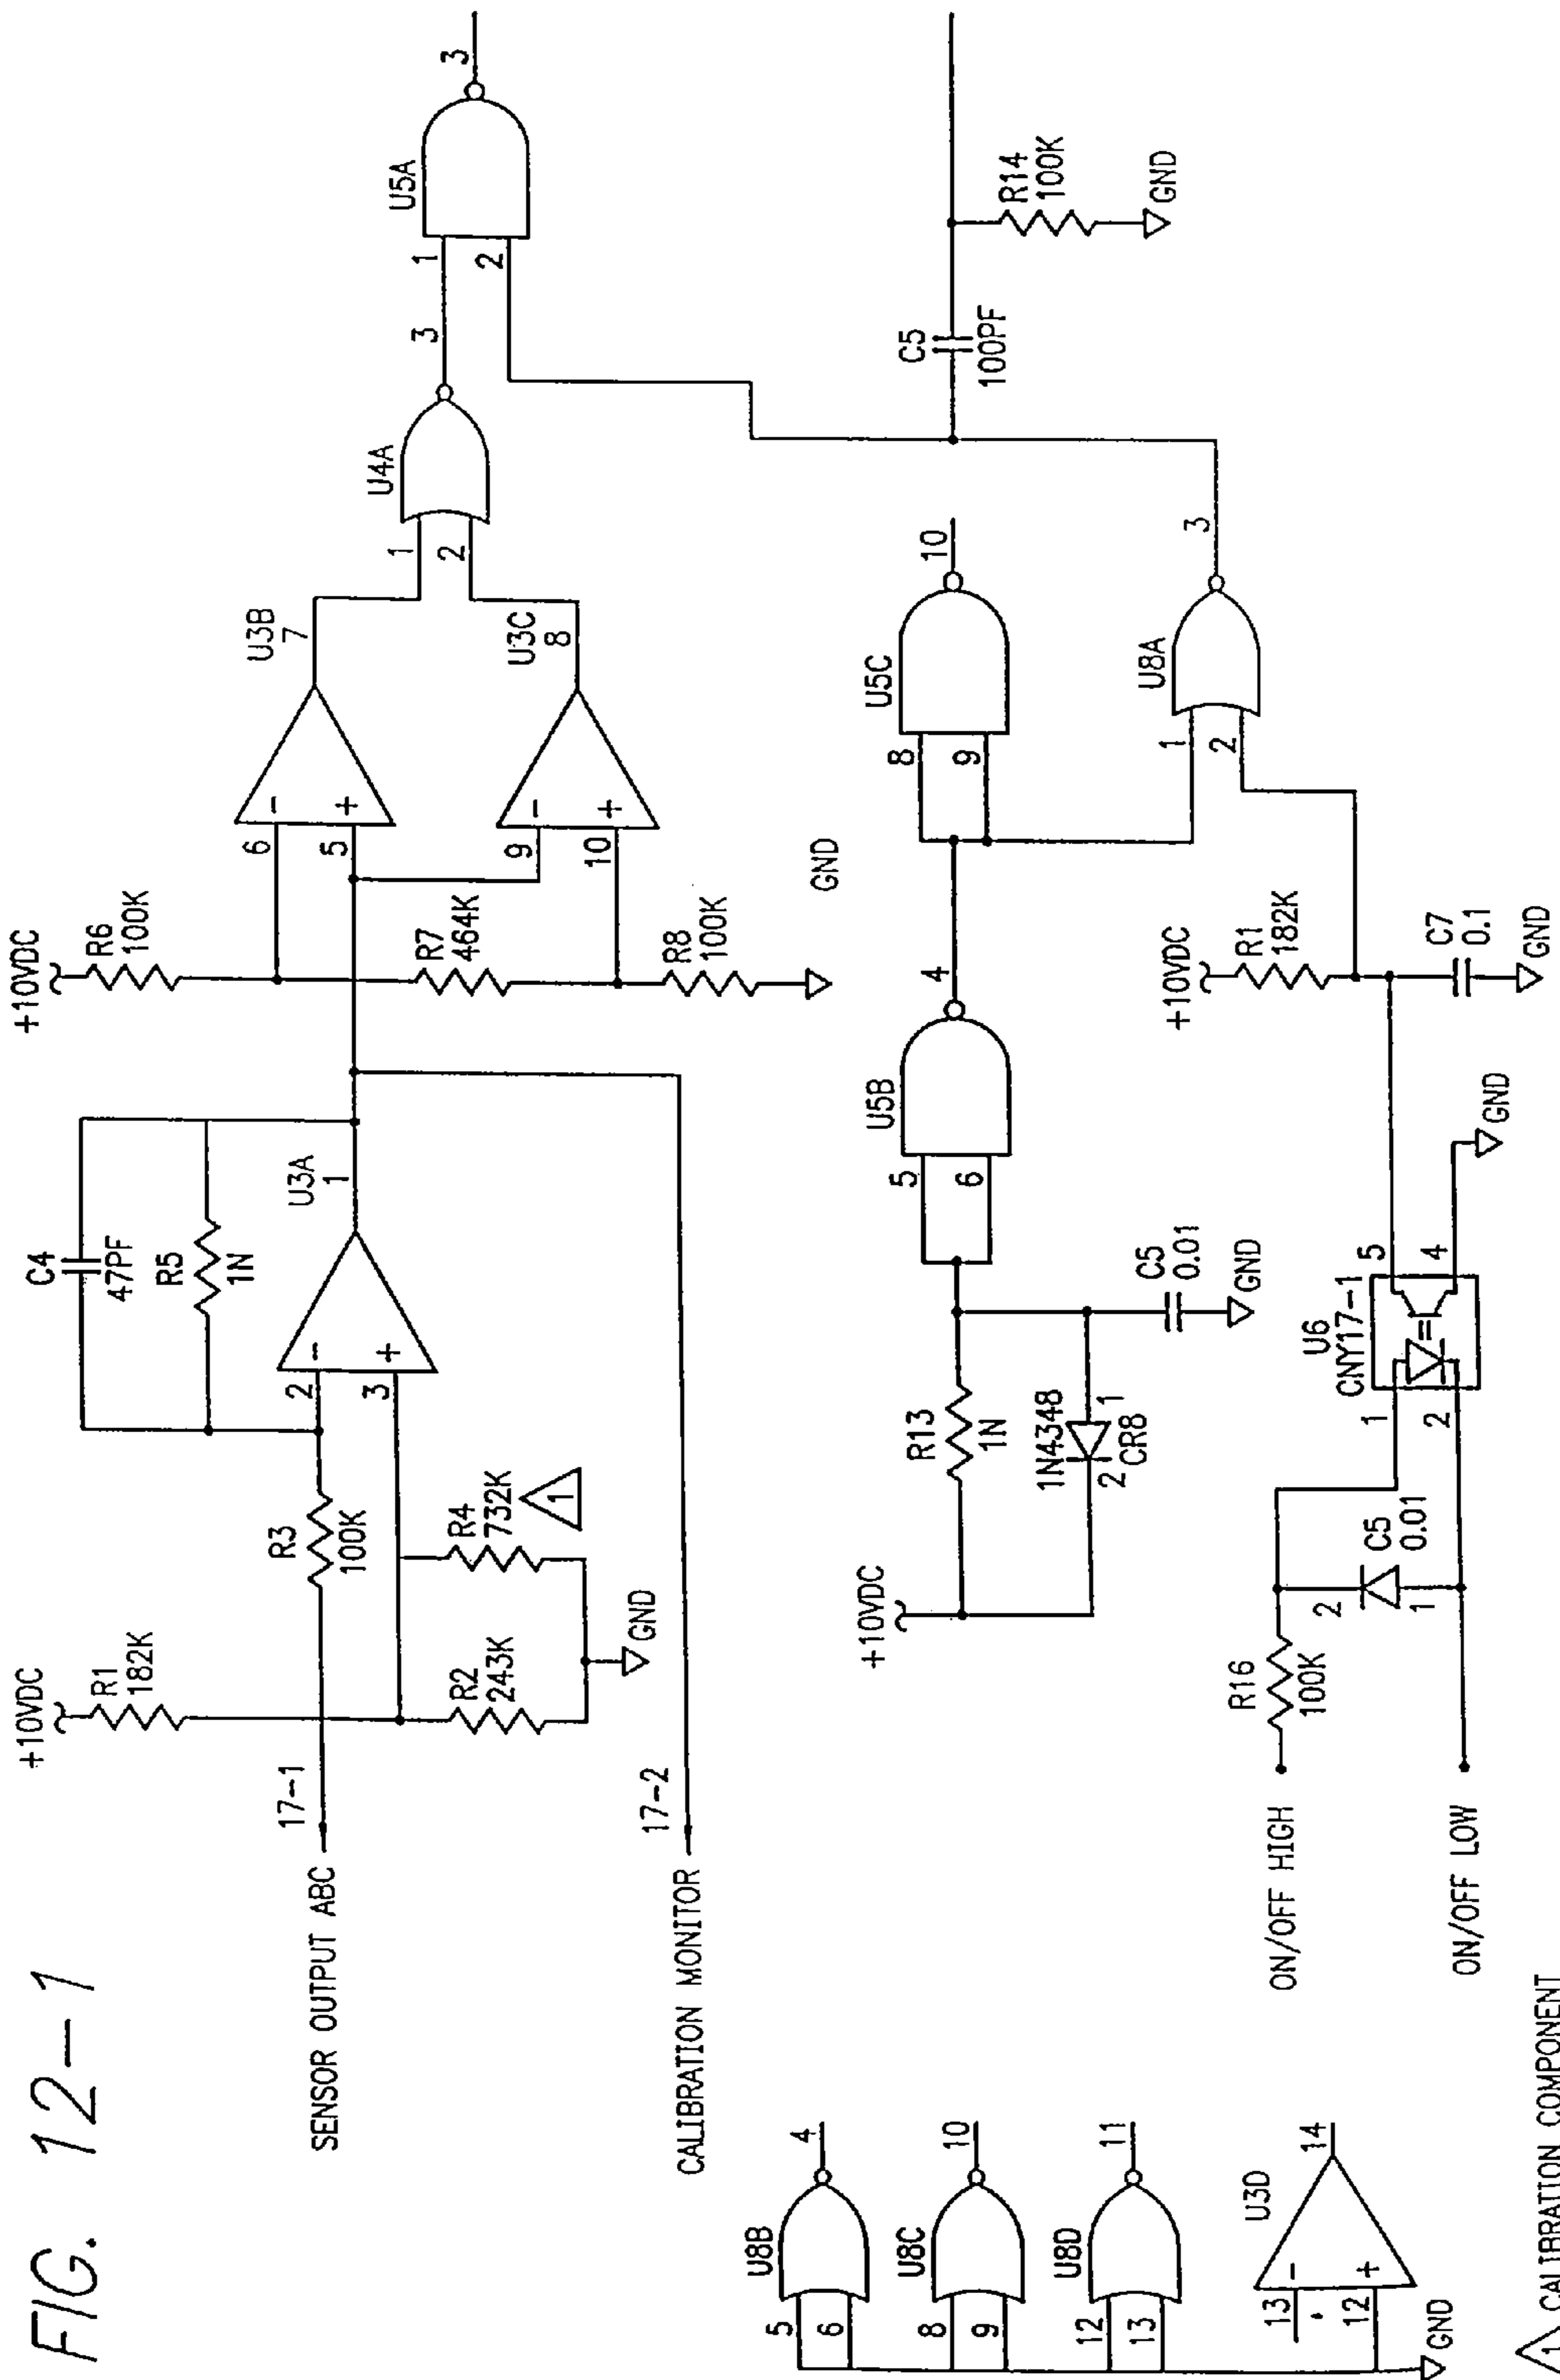 FIG. 12-1
+10VDC
R1
182K
17-1
SENSOR OUTPUT ABC
R3
100K
R2
243K
R4
732K
1
GND
C4
47PF
R5
1N
2
3
-
+
U3A
1
17-2
CALIBRATION MONITOR
+10VDC
R6
100K
R7
464K
R8
100K
GND
6
5
-
+
U3B
7
9
10
-
+
U3C
8
1
2
U4A
3
1
2
U5A
3
+10VDC
R13
1N
1N4348
2
1
CR8
C5
0.01
GND
5
6
U5B
4
8
9
U5C
10
1
2
U8A
3
C5
100PF
R14
100K
GND
+10VDC
R1
182K
C7
0.1
GND
ON/OFF HIGH
R16
100K
2
1
C5
0.01
ON/OFF LOW
1
2
U6
CNY17-1
5
4
GND
U8B
5
6
4
U8C
8
9
10
U8D
12
13
11
U3D
13
12
-
+
14
GND
1 CALIBRATION COMPONENT